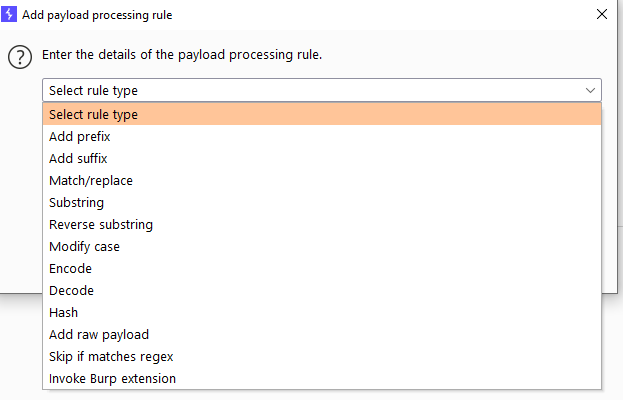 Add payload processing rule
Enter the details of the payload processing rule.
Select rule type
Select rule type
Add prefix
Add suffix
Match/replace
Substring
Reverse substring
Modify case
Encode
Decode
Hash
Add raw payload
Skip if matches regex
Invoke Burp extension